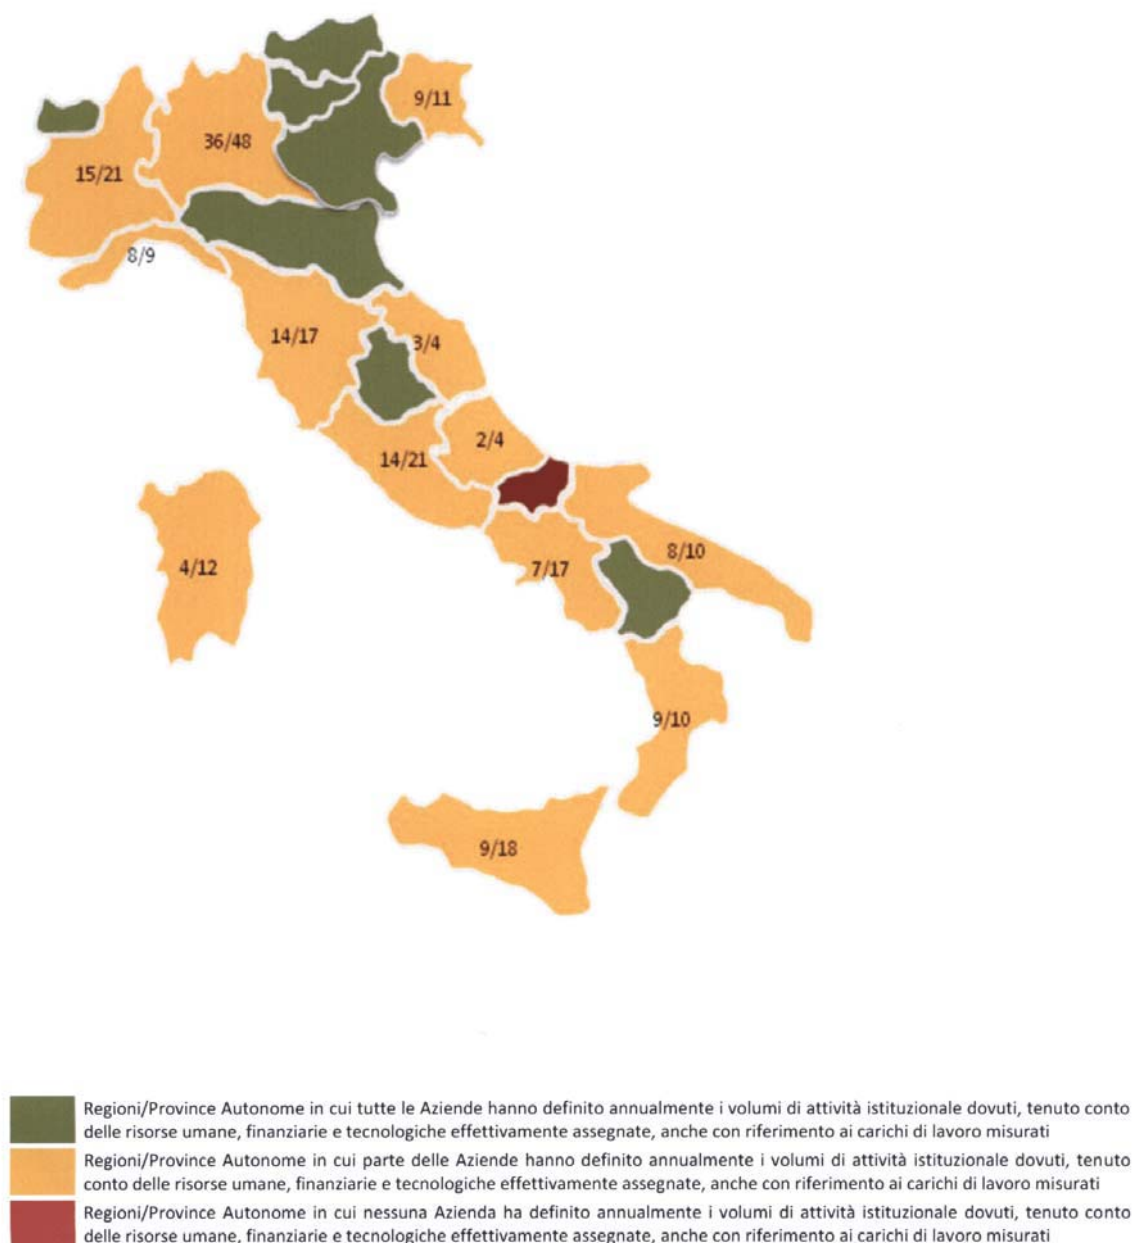 9/11
36/48
15/21
8/9
14/17
3/4
2/4
14/21
8/10
4/12
7/17
9/10
9/18
Regioni/Province Autonome in cui tutte le Aziende hanno definito annualmente i volumi di attività istituzionale dovuti, tenuto conto
delle risorse umane, finanziarie e tecnologiche effettivamente assegnate, anche con riferimento ai carichi di lavoro misurati
Regioni/Province Autonome in cui parte delle Aziende hanno definito annualmente i volumi di attività istituzionale dovuti, tenuto
conto delle risorse umane, finanziarie e tecnologiche effettivamente assegnate, anche con riferimento ai carichi di lavoro misurati
Regioni/Province Autonome in cui nessuna Azienda ha definito annualmente i volumi di attività istituzionale dovuti, tenuto conto
delle risorse umane, finanziarie e tecnologiche effettivamente assegnate, anche con riferimento ai carichi di lavoro misurati